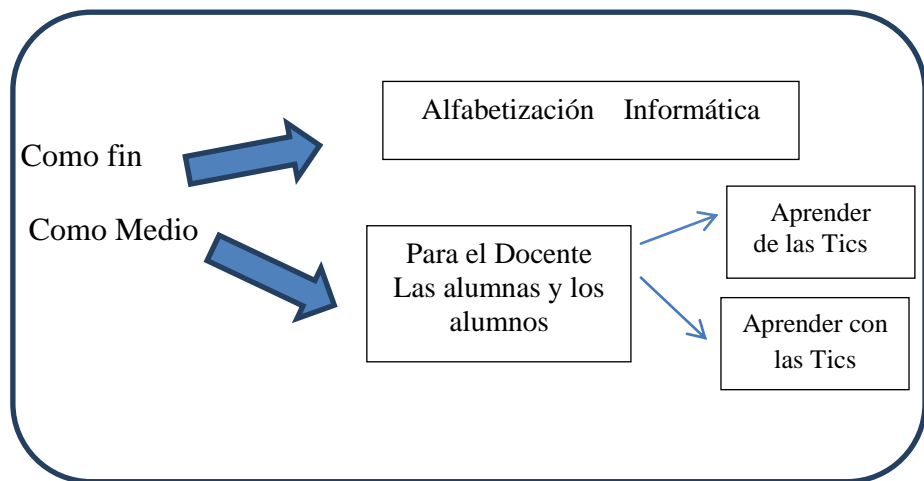 Alfabetización Informática
Como fin
Como Medio
Para el Docente
Las alumnas y los
alumnos
Aprender
de las Tics
Aprender con
las Tics